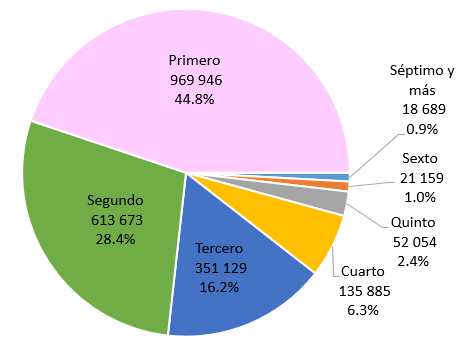 Primero
969 946
44.8%
Séptimo y
más
18 689
0.9%
Sexto
21 159
1.0%
Quinto
52 054
2.4%
Cuarto
135 885
6.3%
Tercero
351 129
16.2%
Segundo
613 673
28.4%